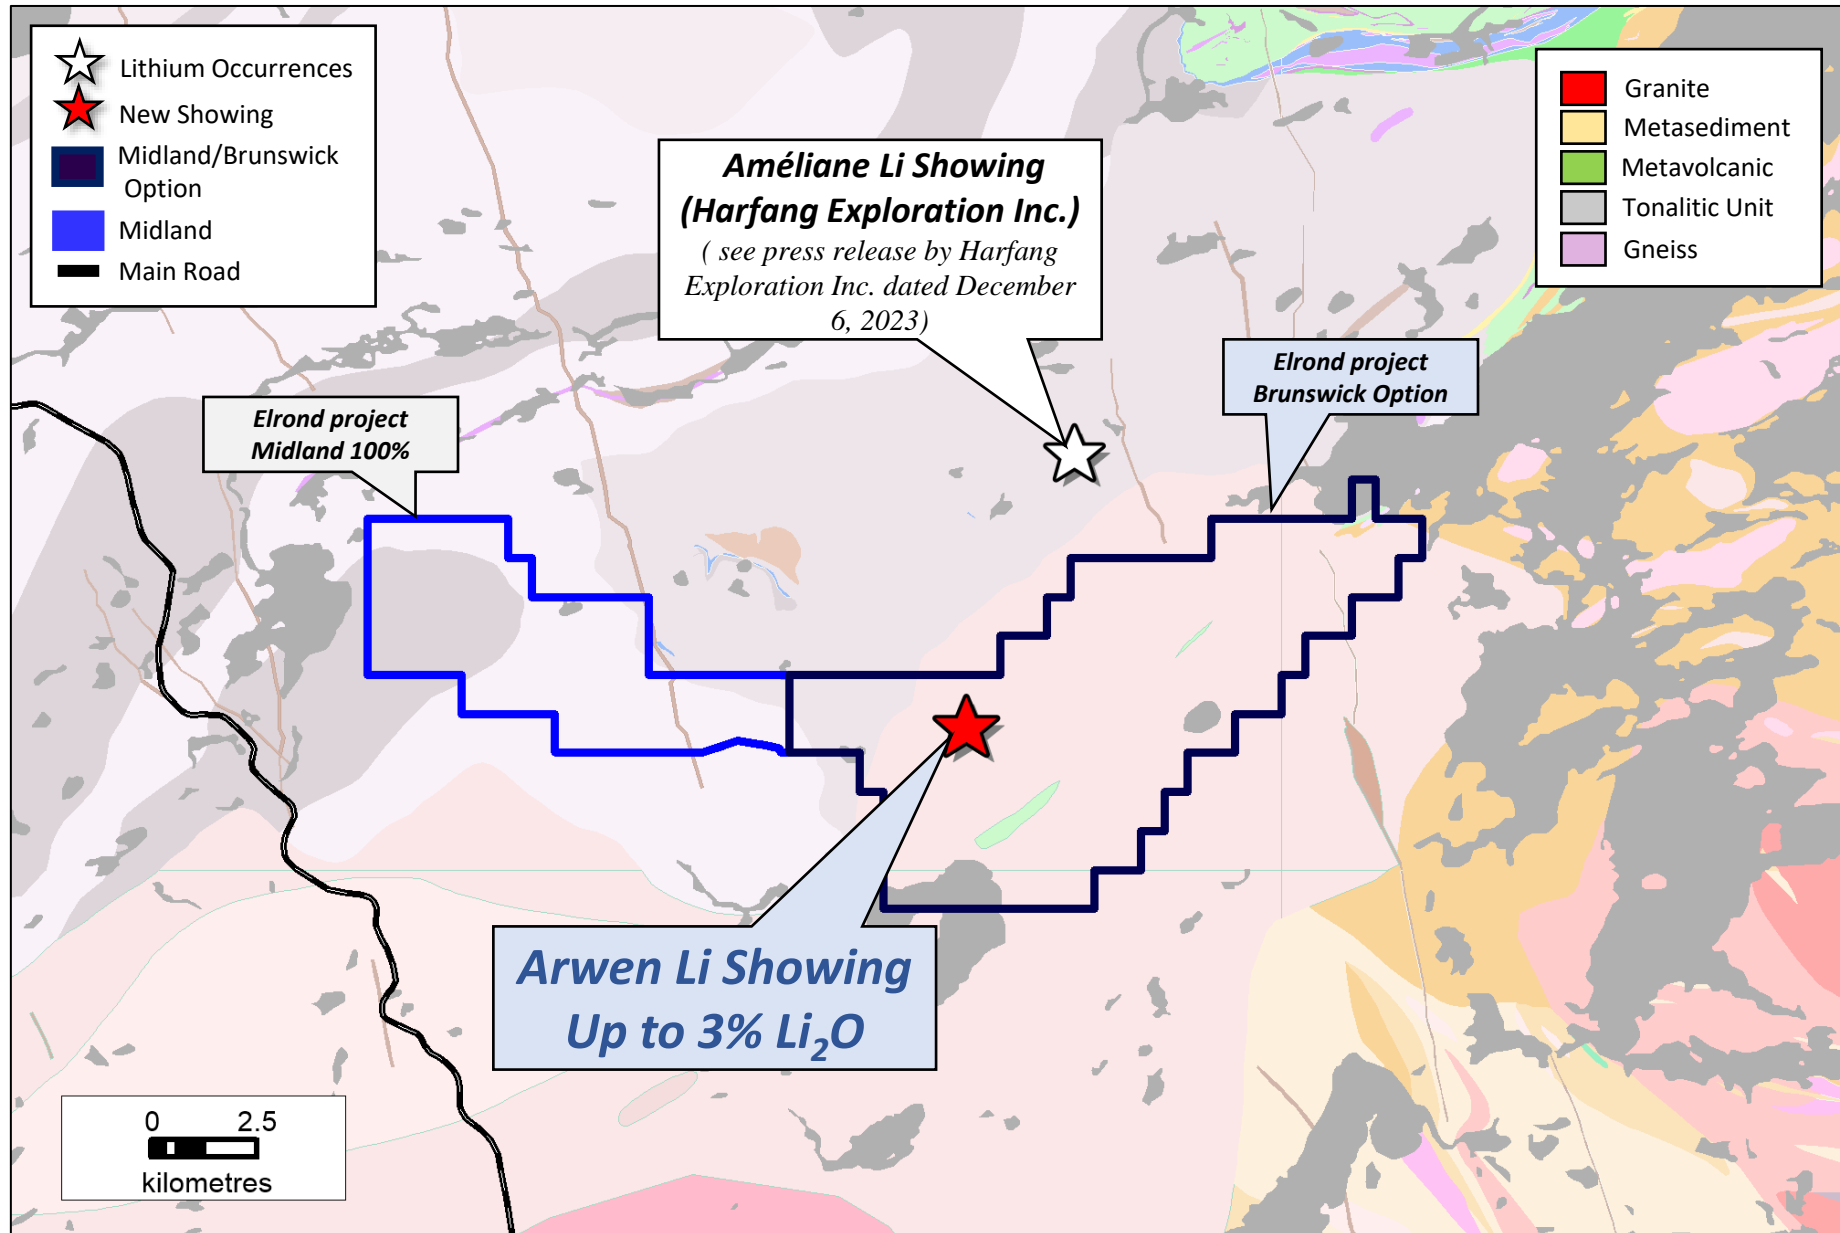 Lithium Occurrences
New Showing
Midland/Brunswick
Option
Midland
Main Road
Granite
Metasediment
Metavolcanic
Tonalitic Unit
Gneiss
Améliane Li Showing
(Harfang Exploration Inc.)
( see press release by Harfang
Exploration Inc. dated December
6, 2023)
Elrond project
Brunswick Option
Elrond project
Midland 100%
Arwen Li Showing
Up to 3% Li₂O
0 2.5
kilometres